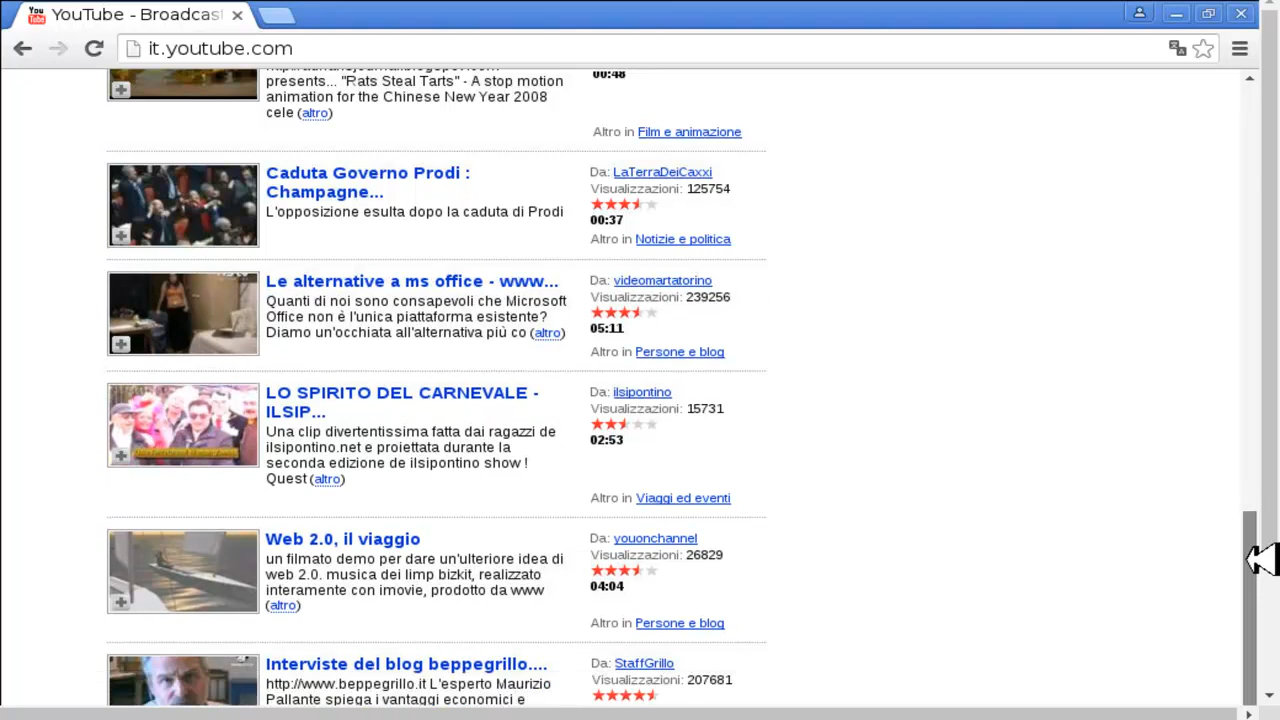 YouTube - Broadcas
it.youtube.com
presents... "Rats Steal Tarts" - A stop motion
animation for the Chinese New Year 2008
cele (altro)
00:48
Altro in Film e animazione
Caduta Governo Prodi :
Champagne...
L'opposizione esulta dopo la caduta di Prodi
Da: LaTerraDeiCaxxi
Visualizzazioni: 125754
00:37
Altro in Notizie e politica
Le alternative a ms office - www...
Quanti di noi sono consapevoli che Microsoft
Office non è l'unica piattaforma esistente?
Diamo un'occhiata all'alternativa più co (altro)
Da: videomartatorino
Visualizzazioni: 239256
05:11
Altro in Persone e blog
LO SPIRITO DEL CARNEVALE -
ILSIP...
Una clip divertentissima fatta dai ragazzi de
ilsipontino.net e proiettata durante la
seconda edizione de ilsipontino show !
Quest (altro)
Da: ilsipontino
Visualizzazioni: 15731
02:53
Altro in Viaggi ed eventi
Web 2.0, il viaggio
un filmato demo per dare un'ulteriore idea di
web 2.0. musica dei limp bizkit, realizzato
interamente con imovie, prodotto da www
(altro)
Da: youonchannel
Visualizzazioni: 26829
04:04
Altro in Persone e blog
Interviste del blog beppegrillo....
http://www.beppegrillo.it L'esperto Maurizio
Pallante spiega i vantaggi economici e
Da: StaffGrillo
Visualizzazioni: 207681